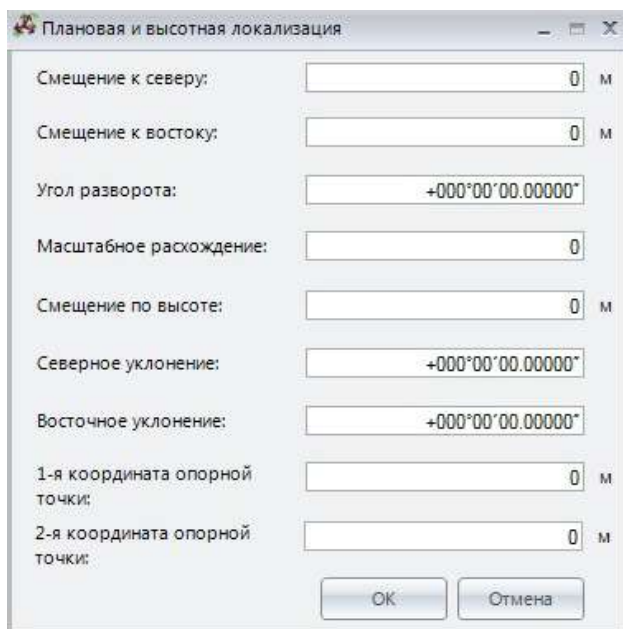 Плановая и высотная локализация
Смещение к северу: 0 м
Смещение к востоку: 0 м
Угол разворота: +000°00'00.00000"
Масштабное расхождение: 0
Смещение по высоте: 0 м
Северное уклонение: +000°00'00.00000"
Восточное уклонение: +000°00'00.00000"
1-я координата опорной
точки: 0 м
2-я координата опорной
точки: 0 м
ОК Отмена